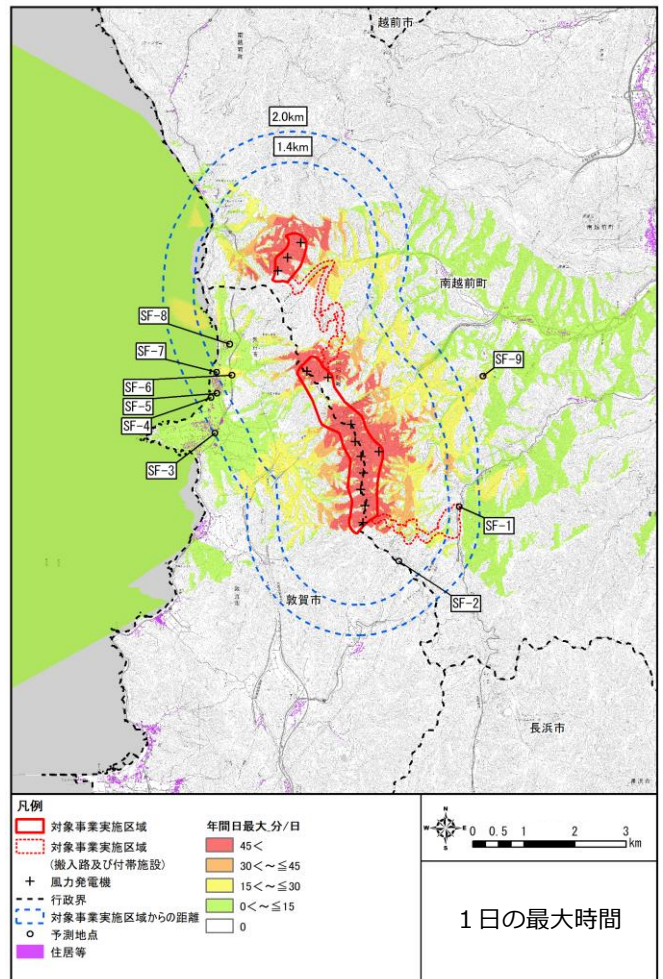 越前市
2.0km
1.4km
南越前町
南越前町
SF-8
SF-7
SF-6
SF-5
SF-4
SF-3
SF-9
SF-1
SF-2
敦賀市
長浜市
凡例
対象事業実施区域
対象事業実施区域
(搬入路及び付帯施設)
風力発電機
行政界
対象事業実施区域からの距離
予測地点
住居等
年間日最大_分/日
45<
30<~≦45
15<~≦30
0<~≦15
0
N
W E
S
0 0.5 1 2 3
km
1日の最大時間